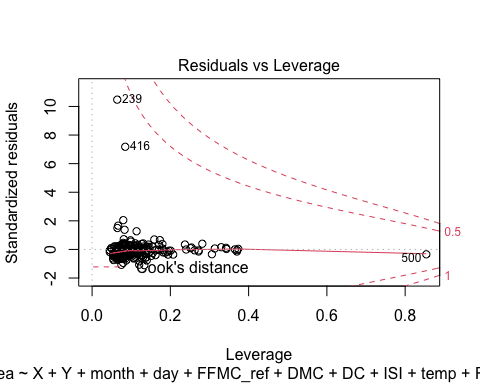 Residuals vs Leverage
Standardized residuals
10
8
6
4
2
0
-2
239
416
500
0.5
1
Cook's distance
0.0 0.2 0.4 0.6 0.8
Leverage
ea ~ X + Y + month + day + FFMC_ref + DMC + DC + ISI + temp + F